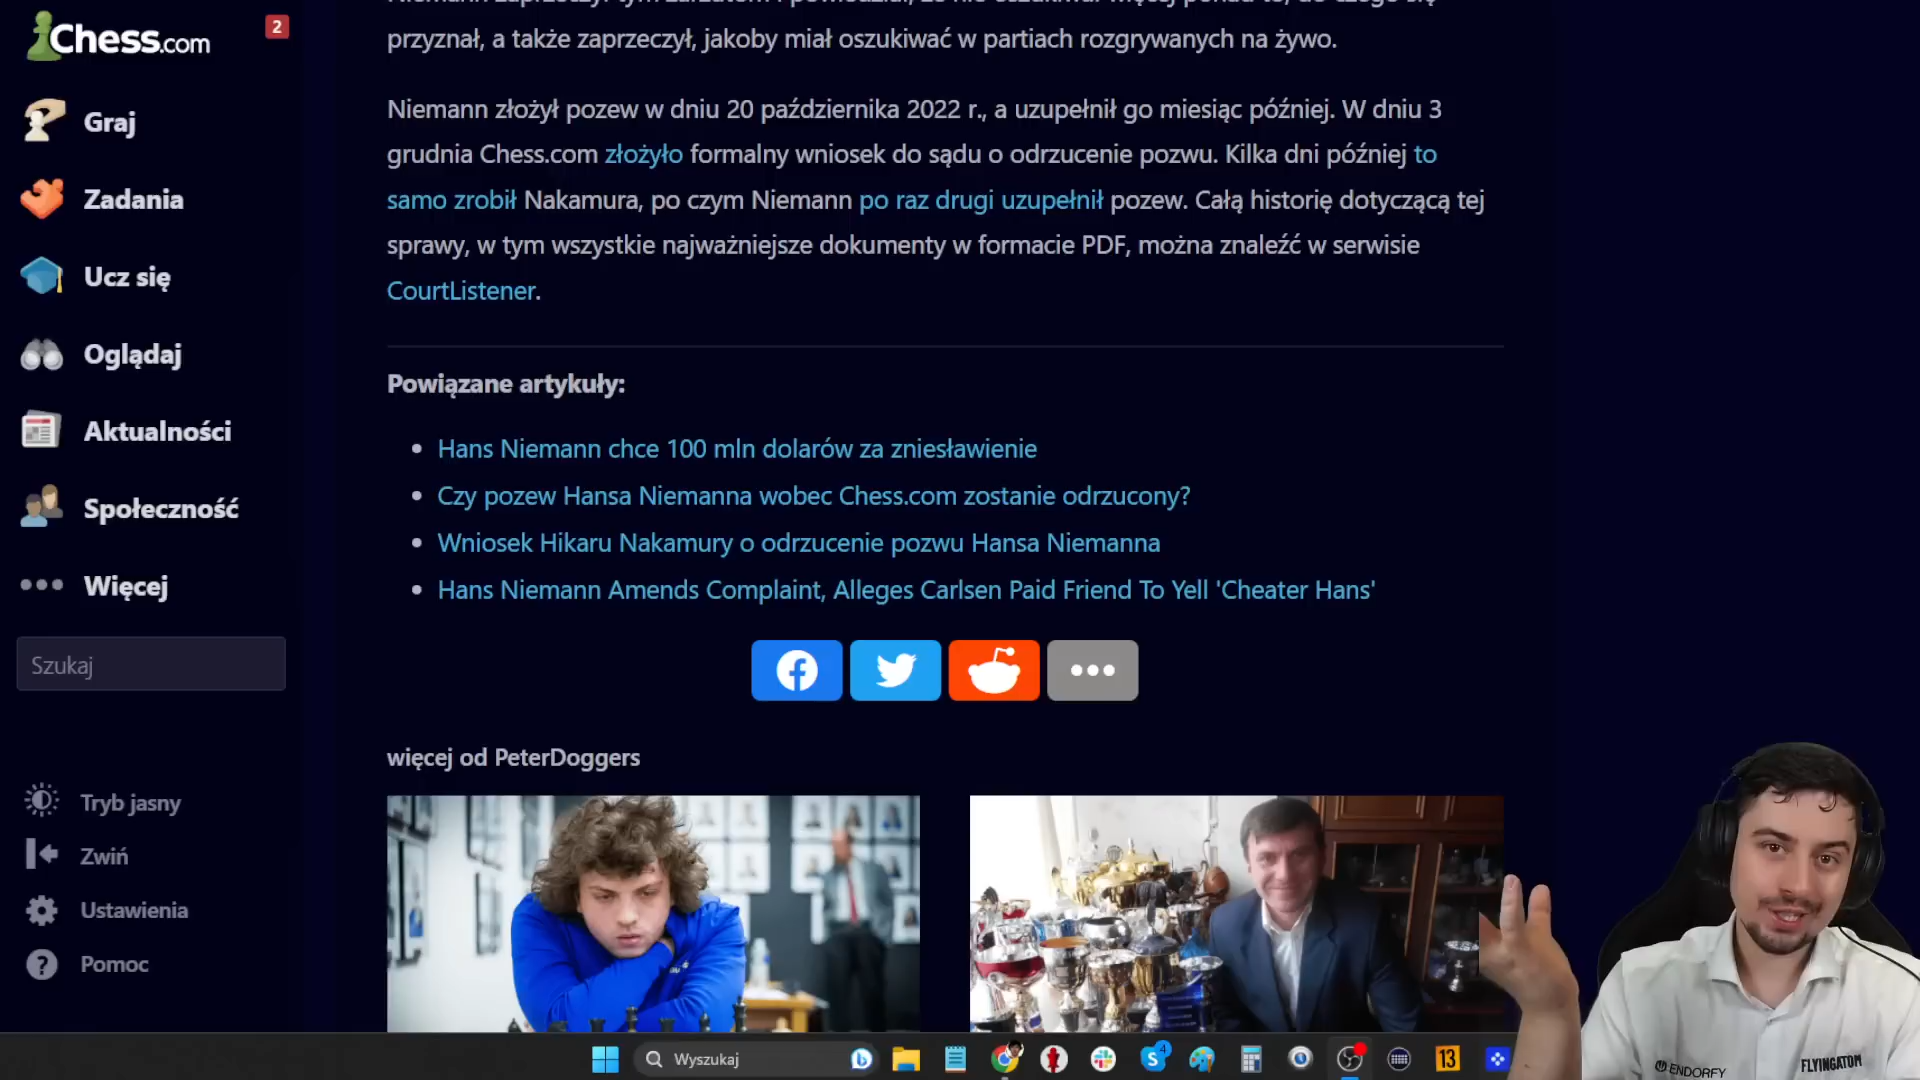 Chess.com
2
Graj
Zadania
Ucz się
Oglądaj
Aktualności
Społeczność
Więcej
Szukaj
Tryb jasny
Zwiń
Ustawienia
Pomoc
przyznał, a także zaprzeczył, jakoby miał oszukiwać w partiach rozgrywanych na żywo.
Niemann złożył pozew w dniu 20 października 2022 r., a uzupełnił go miesiąc później. W dniu 3
grudnia Chess.com złożyło formalny wniosek do sądu o odrzucenie pozwu. Kilka dni później to
samo zrobił Nakamura, po czym Niemann po raz drugi uzupełnił pozew. Całą historię dotyczącą tej
sprawy, w tym wszystkie najważniejsze dokumenty w formacie PDF, można znaleźć w serwisie
CourtListener.
Powiązane artykuły:
Hans Niemann chce 100 mln dolarów za zniesławienie
Czy pozew Hansa Niemanna wobec Chess.com zostanie odrzucony?
Wniosek Hikaru Nakamury o odrzucenie pozwu Hansa Niemanna
Hans Niemann Amends Complaint, Alleges Carlsen Paid Friend To Yell 'Cheater Hans'
więcej od PeterDoggers
Wyszukaj
4
13
ENDORFY
FLYINGATOM